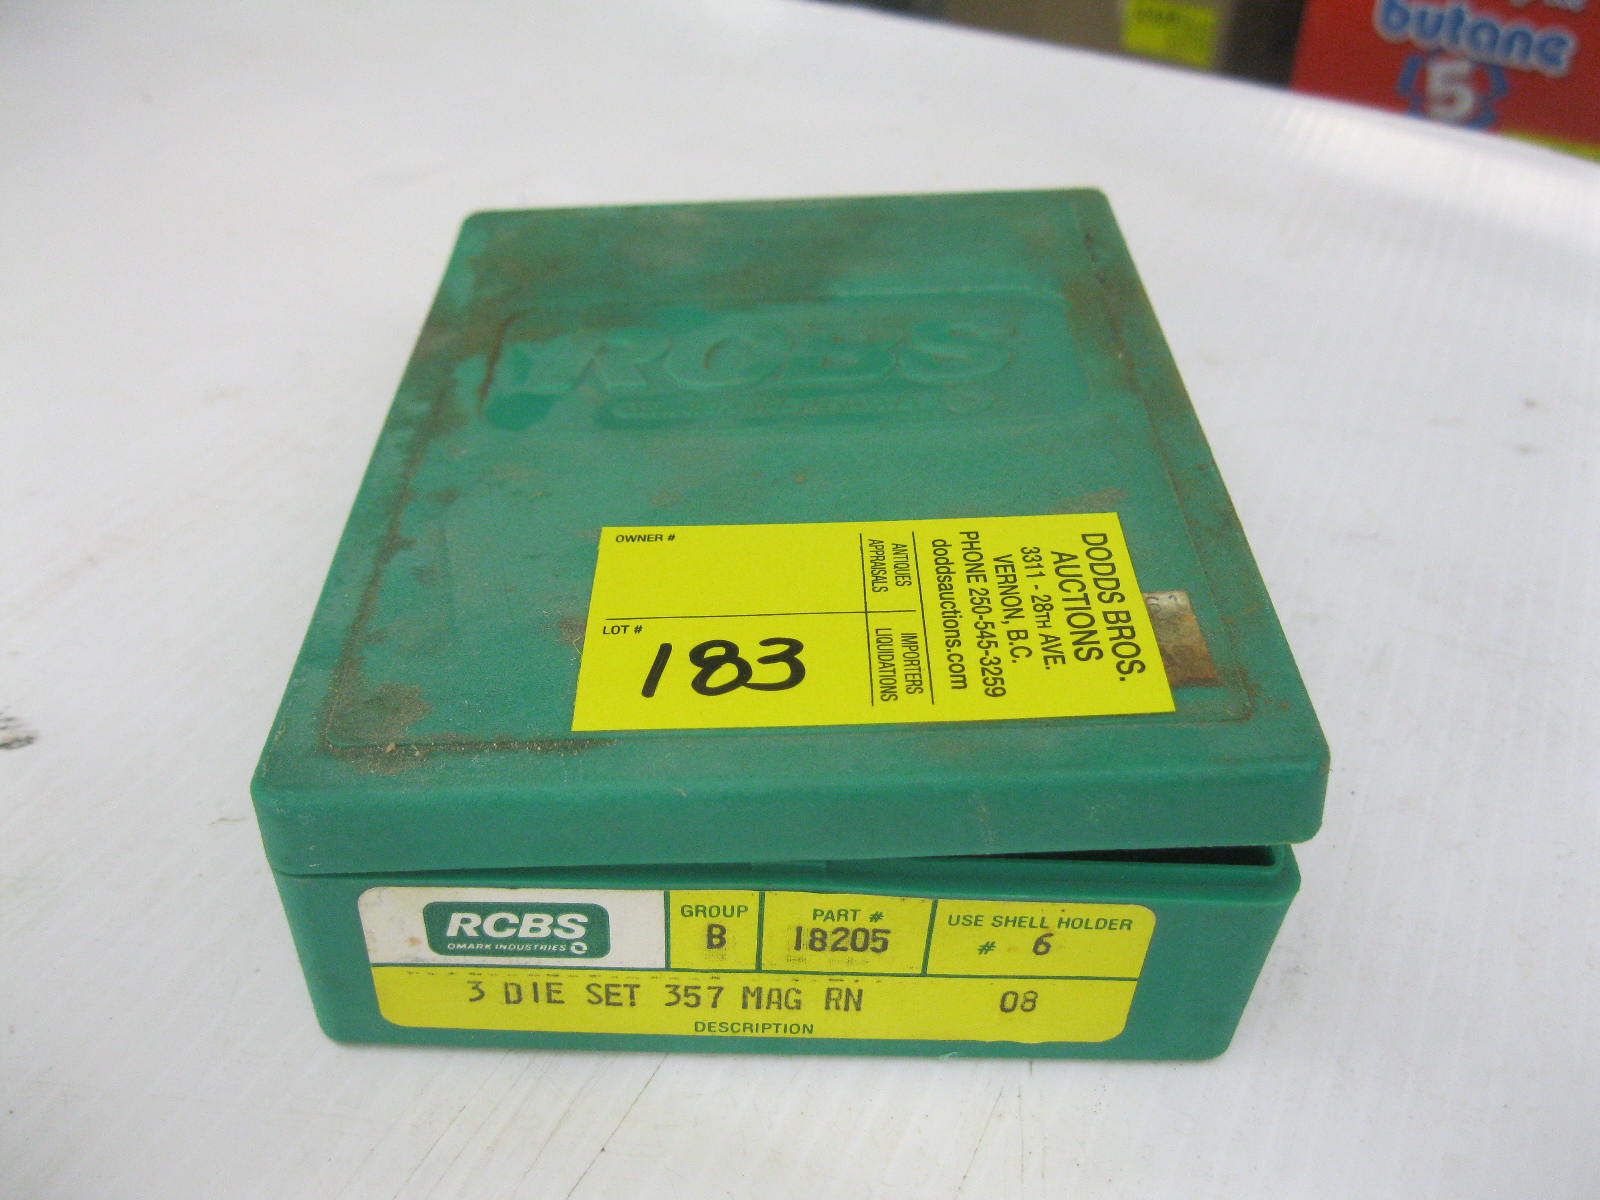 butane
5
RCBS
OWNER #
LOT #
183
ANTIQUES
APPRAISALS
IMPORTERS
LIQUIDATIONS
DODDS BROS.
AUCTIONS
3311 - 28TH AVE.
VERNON, B.C.
PHONE 250-545-3259
doddsauctions.com
RCBS
OMARK INDUSTRIES
GROUP
B
PART #
18205
USE SHELL HOLDER
# 6
3 DIE SET 357 MAG RN 08
DESCRIPTION